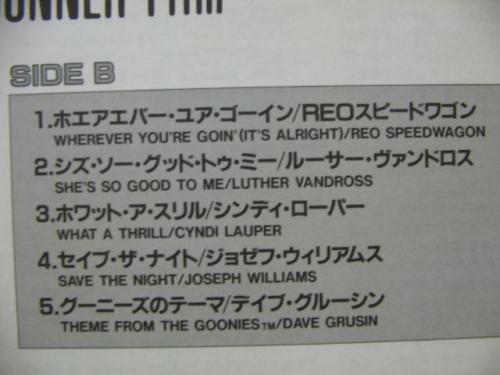 SIDE B
1.ホエアエバー・ユア・ゴーイン/REOスピードワゴン
WHEREVER YOU'RE GOIN'(IT'S ALRIGHT)/REO SPEEDWAGON
2.シズ・ソー・グッド・トゥ・ミー/ルーサー・ヴァンドロス
SHE'S SO GOOD TO ME/LUTHER VANDROSS
3.ホワット・ア・スリル/シンディ・ローパー
WHAT A THRILL/CYNDI LAUPER
4.セイブ・ザ・ナイト/ジョゼフ・ウィリアムス
SAVE THE NIGHT/JOSEPH WILLIAMS
5.グーニーズのテーマ/デイブ・グルーシン
THEME FROM THE GOONIES™/DAVE GRUSIN